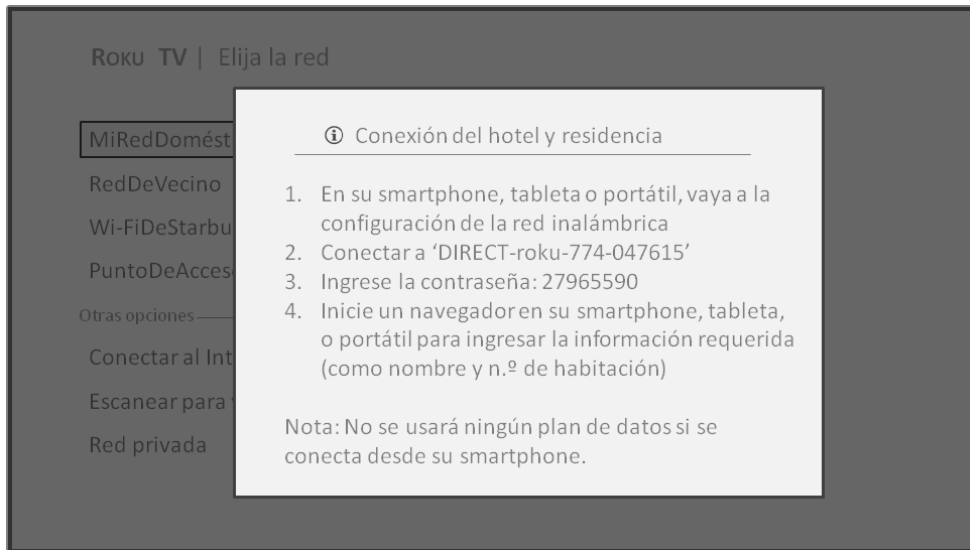 ROKU TV | Elija la red
MiRedDomést
RedDeVecino
Wi-FiDeStarbu
PuntoDeAcces
Otras opciones
Conectar al Int
Escanear para
Red privada
Conexión del hotel y residencia
1. En su smartphone, tableta o portátil, vaya a la
configuración de la red inalámbrica
2. Conectar a ‘DIRECT-roku-774-047615’
3. Ingrese la contraseña: 27965590
4. Inicie un navegador en su smartphone, tableta,
o portátil para ingresar la información requerida
(como nombre y n.º de habitación)
Nota: No se usará ningún plan de datos si se
conecta desde su smartphone.